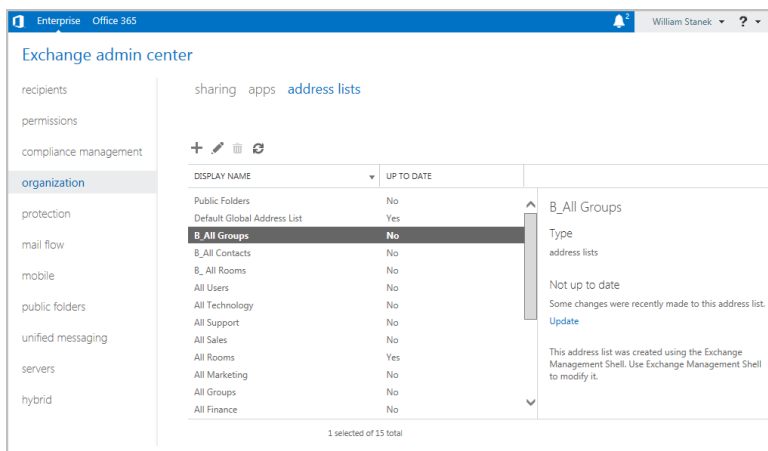 Enterprise Office 365
2
William Stanek ?
Exchange admin center
recipients
permissions
compliance management
organization
protection
mail flow
mobile
public folders
unified messaging
servers
hybrid
sharing apps address lists
DISPLAY NAME UP TO DATE
Public Folders No
Default Global Address List Yes
B_All Groups No
B_All Contacts No
B_ All Rooms No
All Users No
All Technology No
All Support No
All Sales No
All Rooms Yes
All Marketing No
All Groups No
All Finance No
1 selected of 15 total
B_All Groups
Type
address lists
Not up to date
Some changes were recently made to this address list.
Update
This address list was created using the Exchange
Management Shell. Use Exchange Management Shell
to modify it.